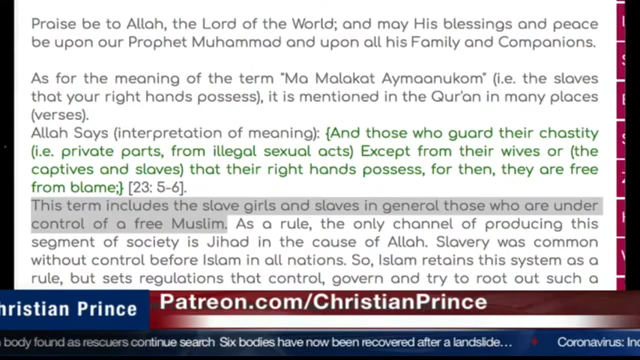 Praise be to Allah, the Lord of the World; and may His blessings and peace
be upon our Prophet Muhammad and upon all his Family and Companions.
As for the meaning of the term "Ma Malakat Aymaanukom" (i.e. the slaves
that your right hands possess), it is mentioned in the Qur'an in many places
(verses).
Allah Says (interpretation of meaning): {And those who guard their chastity
(i.e. private parts, from illegal sexual acts) Except from their wives or (the
captives and slaves) that their right hands possess, for then, they are free
from blame;} [23: 5-6].
This term includes the slave girls and slaves in general those who are under
control of a free Muslim. As a rule, the only channel of producing this
segment of society is Jihad in the cause of Allah. Slavery was common
without control before Islam in all nations. So, Islam retains this system as a
rule, but sets regulations that control, govern and try to root out such a
hristian Prince
Patreon.com/ChristianPrince
body found as rescuers continue search Six bodies have now been recovered after a landslide... Coronavirus: Inc